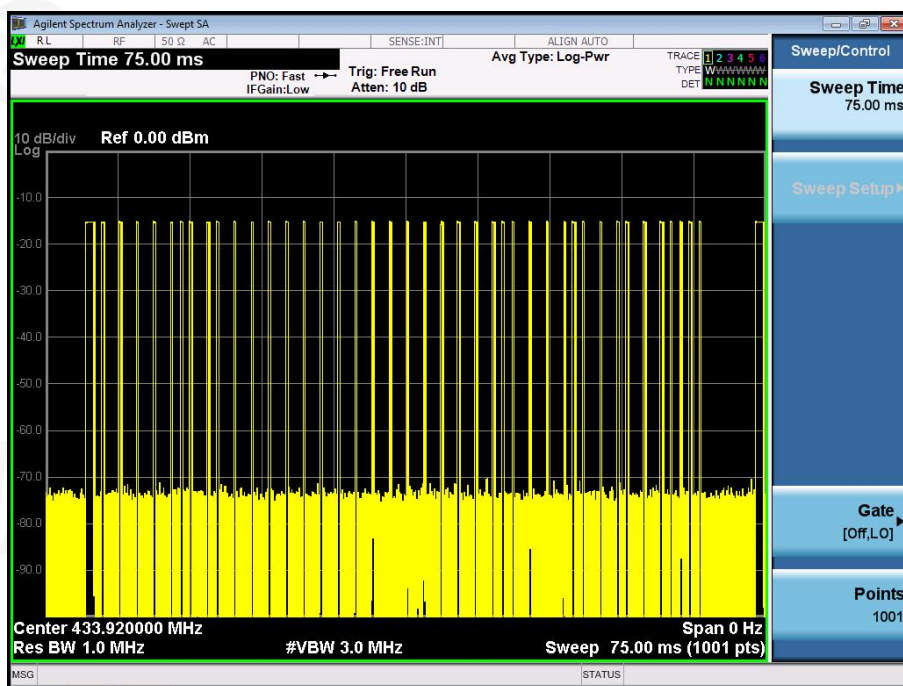 Agilent Spectrum Analyzer - Swept SA
LXI RL RF 50 Ω AC SENSE:INT ALIGN AUTO
Sweep Time 75.00 ms
Avg Type: Log-Pwr
TRACE 1 2 3 4 5 6
PNO: Fast Trig: Free Run
TYPE WWWWWW
IFGain:Low Atten: 10 dB
DET N N N N N N
10 dB/div Ref 0.00 dBm
Log
-10.0
-20.0
-30.0
-40.0
-50.0
-60.0
-70.0
-80.0
-90.0
Center 433.920000 MHz Span 0 Hz
Res BW 1.0 MHz #VBW 3.0 MHz Sweep 75.00 ms (1001 pts)
MSG STATUS
Sweep/Control
Sweep Time
75.00 ms
Sweep Setup
Gate
[Off,LO]
Points
1001